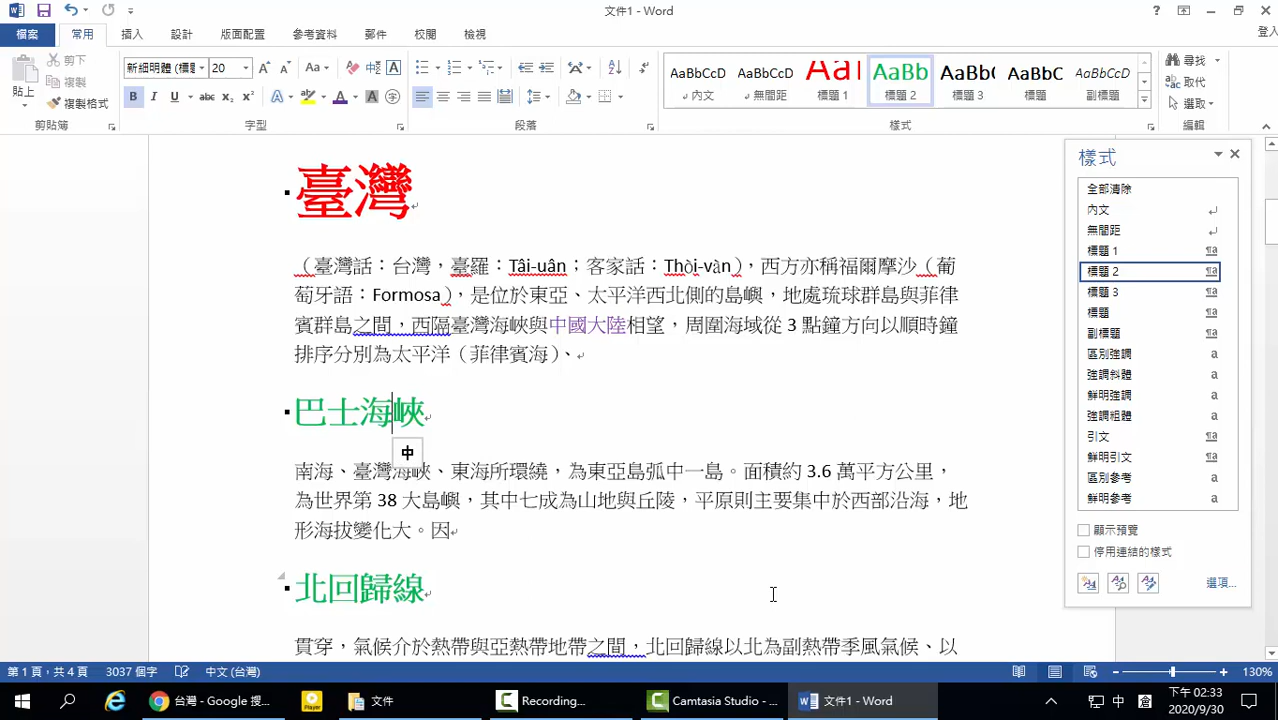 文件1 - Word
檔案 常用 插入 設計 版面配置 參考資料 郵件 校閱 檢視 登入
貼上 剪下 複製 複製格式 剪貼簿
新細明體 (標題 20 Aa
B I U abc x₂ x² A A 字型
段落
AaBbCcD 內文 AaBbCcD 無間距 AaBl 標題 1 AaBb 標題 2 AaBb( 標題 3 AaBbC 標題 AaBbCcD 副標題
樣式
尋找 取代 選取 編輯
臺灣
（臺灣話：台灣，臺羅：Tâi-uân；客家話：Thòi-vàn），西方亦稱福爾摩沙（葡
萄牙語：Formosa），是位於東亞、太平洋西北側的島嶼，地處琉球群島與菲律
賓群島之間，西隔臺灣海峽與中國大陸相望，周圍海域從 3 點鐘方向以順時鐘
排序分別為太平洋（菲律賓海）、
巴士海峽
中
南海、臺灣海峽、東海所環繞，為東亞島弧中一島。面積約 3.6 萬平方公里，
為世界第 38 大島嶼，其中七成為山地與丘陵，平原則主要集中於西部沿海，地
形海拔變化大。因
北回歸線
貫穿，氣候介於熱帶與亞熱帶地帶之間，北回歸線以北為副熱帶季風氣候、以
樣式
全部清除
內文
無間距
標題 1
標題 2
標題 3
標題
副標題
區別強調
強調斜體
鮮明強調
強調粗體
引文
鮮明引文
區別參考
鮮明參考
顯示預覽
停用連結的樣式
選項...
第 1 頁，共 4 頁 3037 個字 中文 (台灣) 130%
台灣 - Google 搜... 文件 Recording... Camtasia Studio - ... 文件1 - Word 中 下午 02:33
2020/9/30